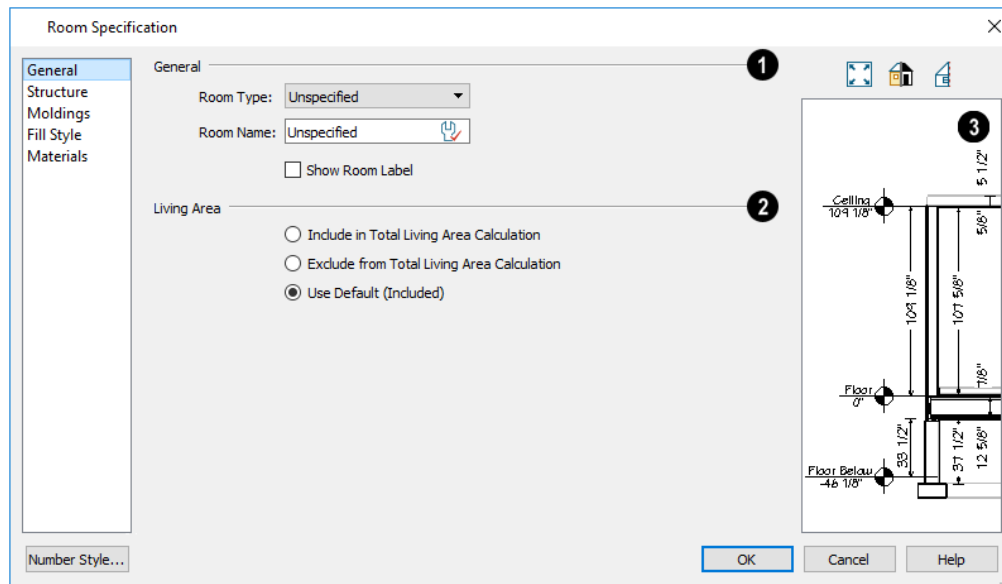 Room Specification
General
Structure
Moldings
Fill Style
Materials
General
1
Room Type: Unspecified
Room Name: Unspecified
Show Room Label
Living Area
2
Include in Total Living Area Calculation
Exclude from Total Living Area Calculation
Use Default (Included)
3
5 1/2"
Ceiling
109 1/8"
5/8"
109 1/8"
107 5/8"
1/8"
Floor
0"
33 1/2"
37 1/2"
12 5/8"
Floor Below
-46 1/8"
Number Style...
OK
Cancel
Help